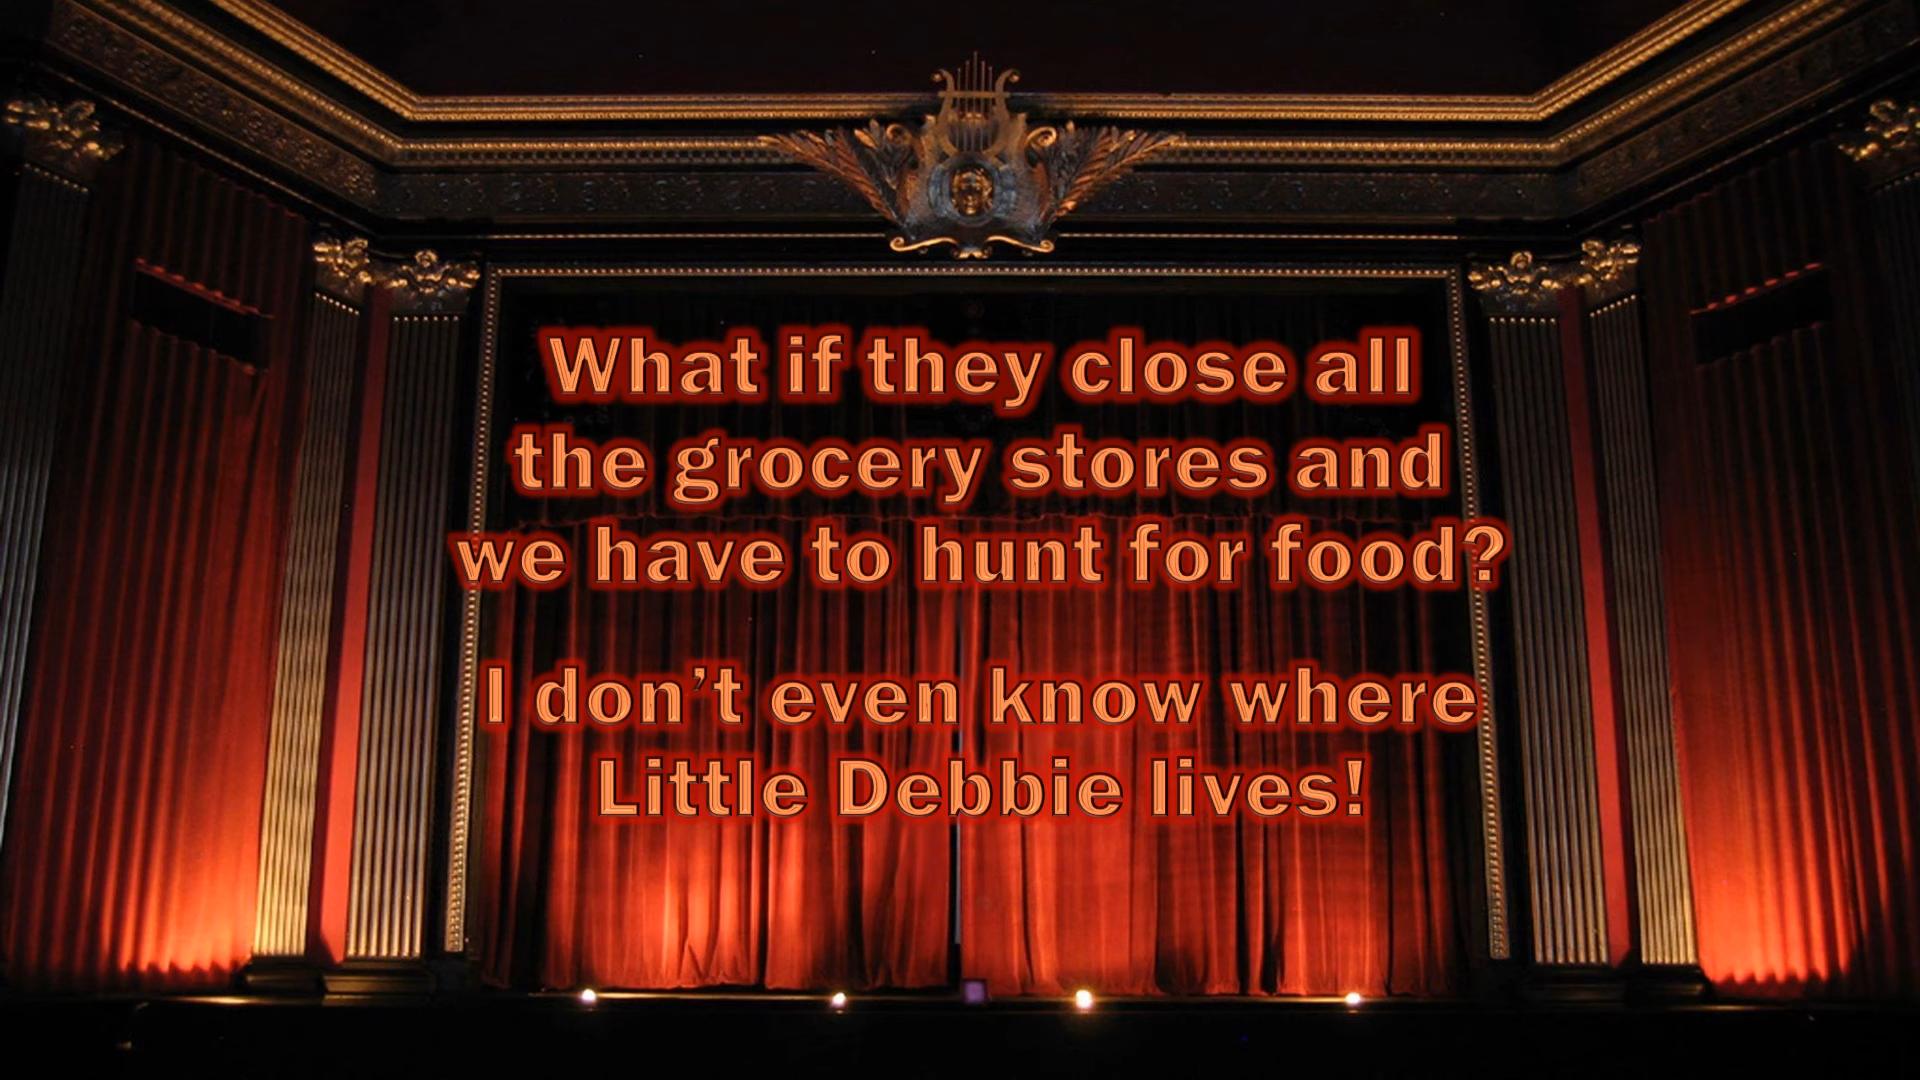 What if they close all
the grocery stores and
we have to hunt for food?
I don’t even know where
Little Debbie lives!